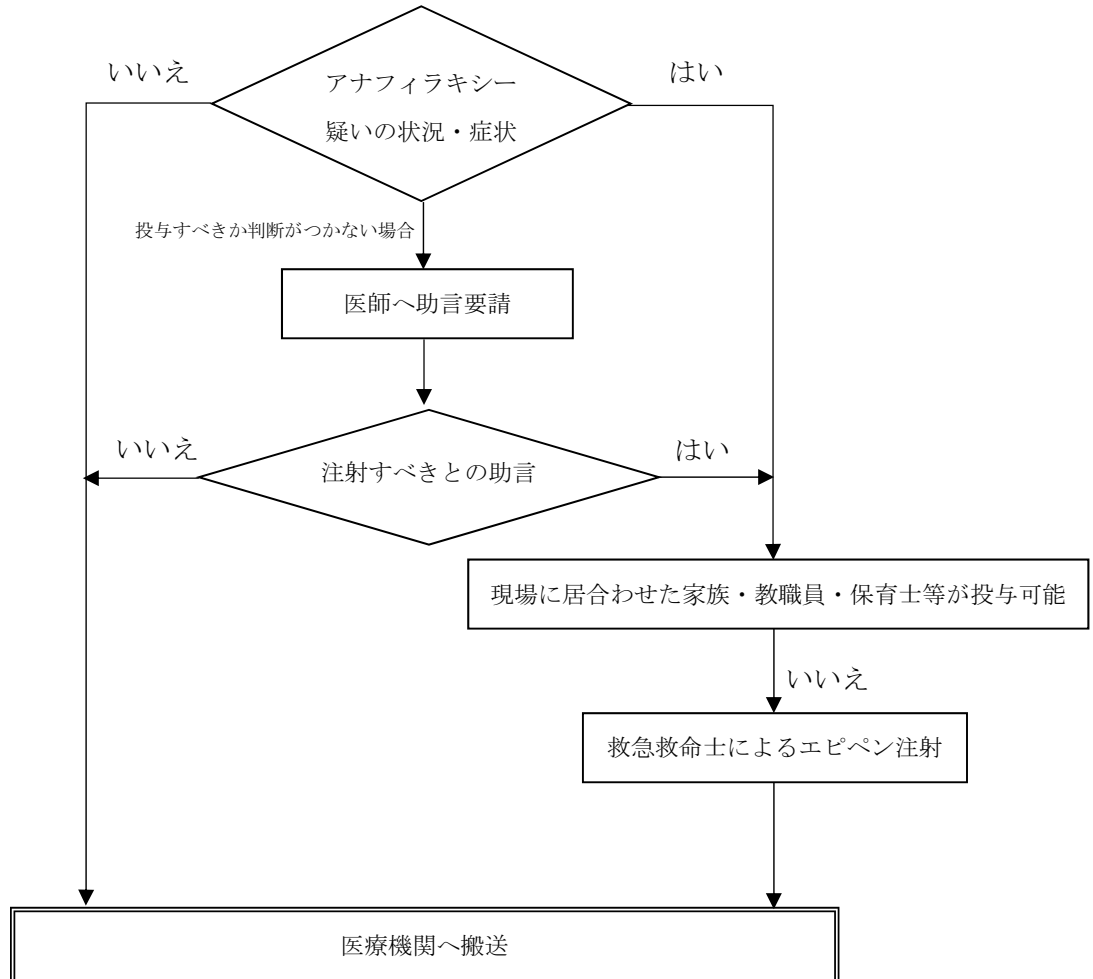 いいえ
はい
アナフィラキシー
疑いの状況・症状
投与すべきか判断がつかない場合
医師へ助言要請
いいえ
はい
注射すべきとの助言
現場に居合わせた家族・教職員・保育士等が投与可能
いいえ
救急救命士によるエピペン注射
医療機関へ搬送